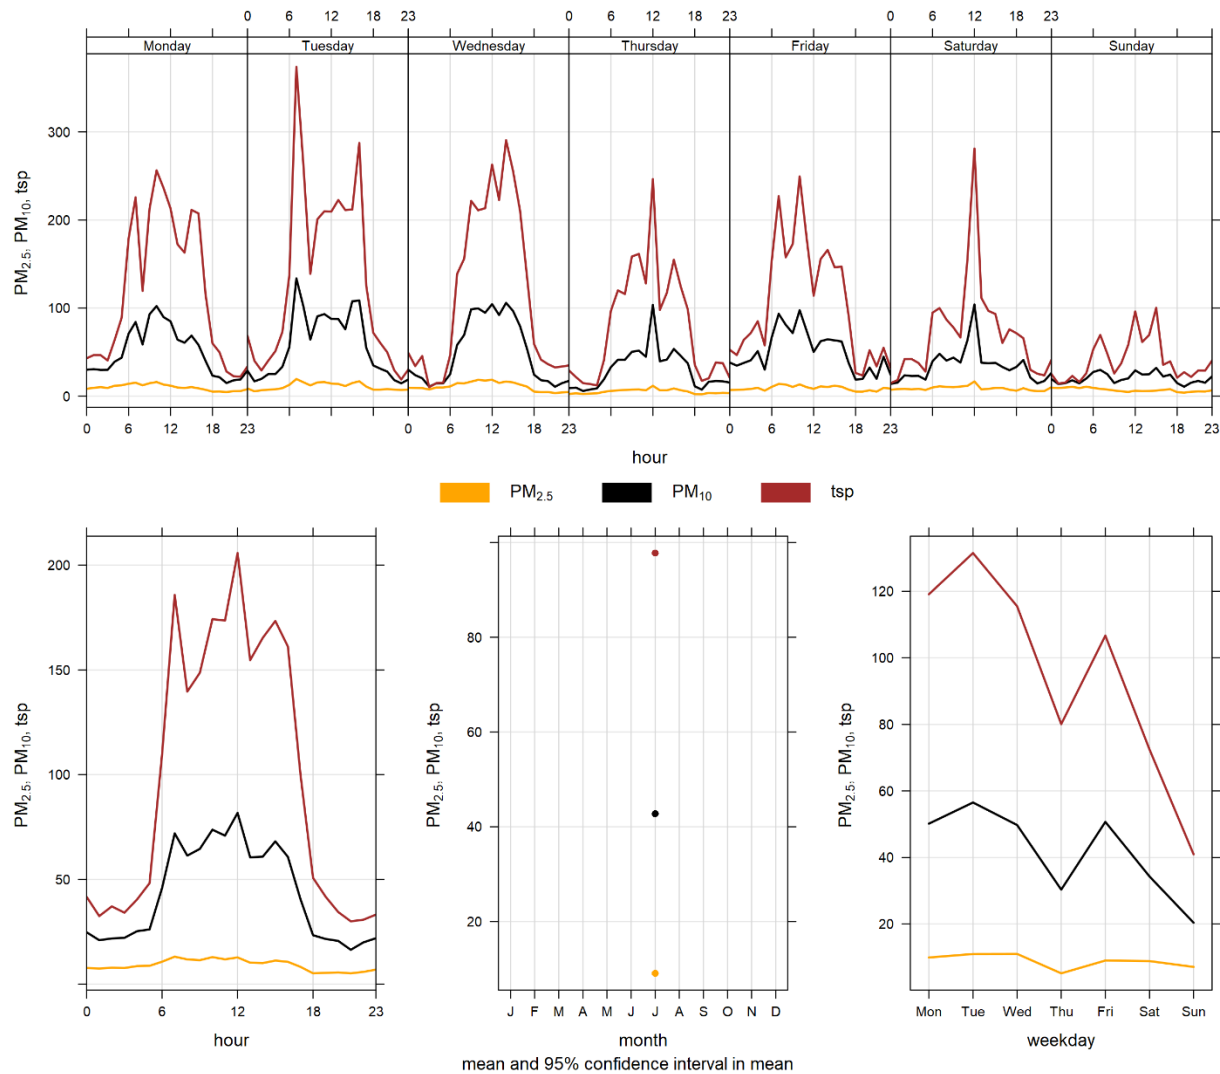 0 6 12 18 23 0 6 12 18 23 0 6 12 18 23
Monday Tuesday Wednesday Thursday Friday Saturday Sunday
300
200
100
0
PM2.5, PM10, tsp
0 6 12 18 23 0 6 12 18 23 0 6 12 18 23 0 6 12 18 23
hour
PM2.5 PM10 tsp
200
150
100
50
PM2.5, PM10, tsp
0 6 12 18 23
hour
80
60
40
20
PM2.5, PM10, tsp
J F M A M J J A S O N D
month
120
100
80
60
40
20
PM2.5, PM10, tsp
Mon Tue Wed Thu Fri Sat Sun
weekday
mean and 95% confidence interval in mean